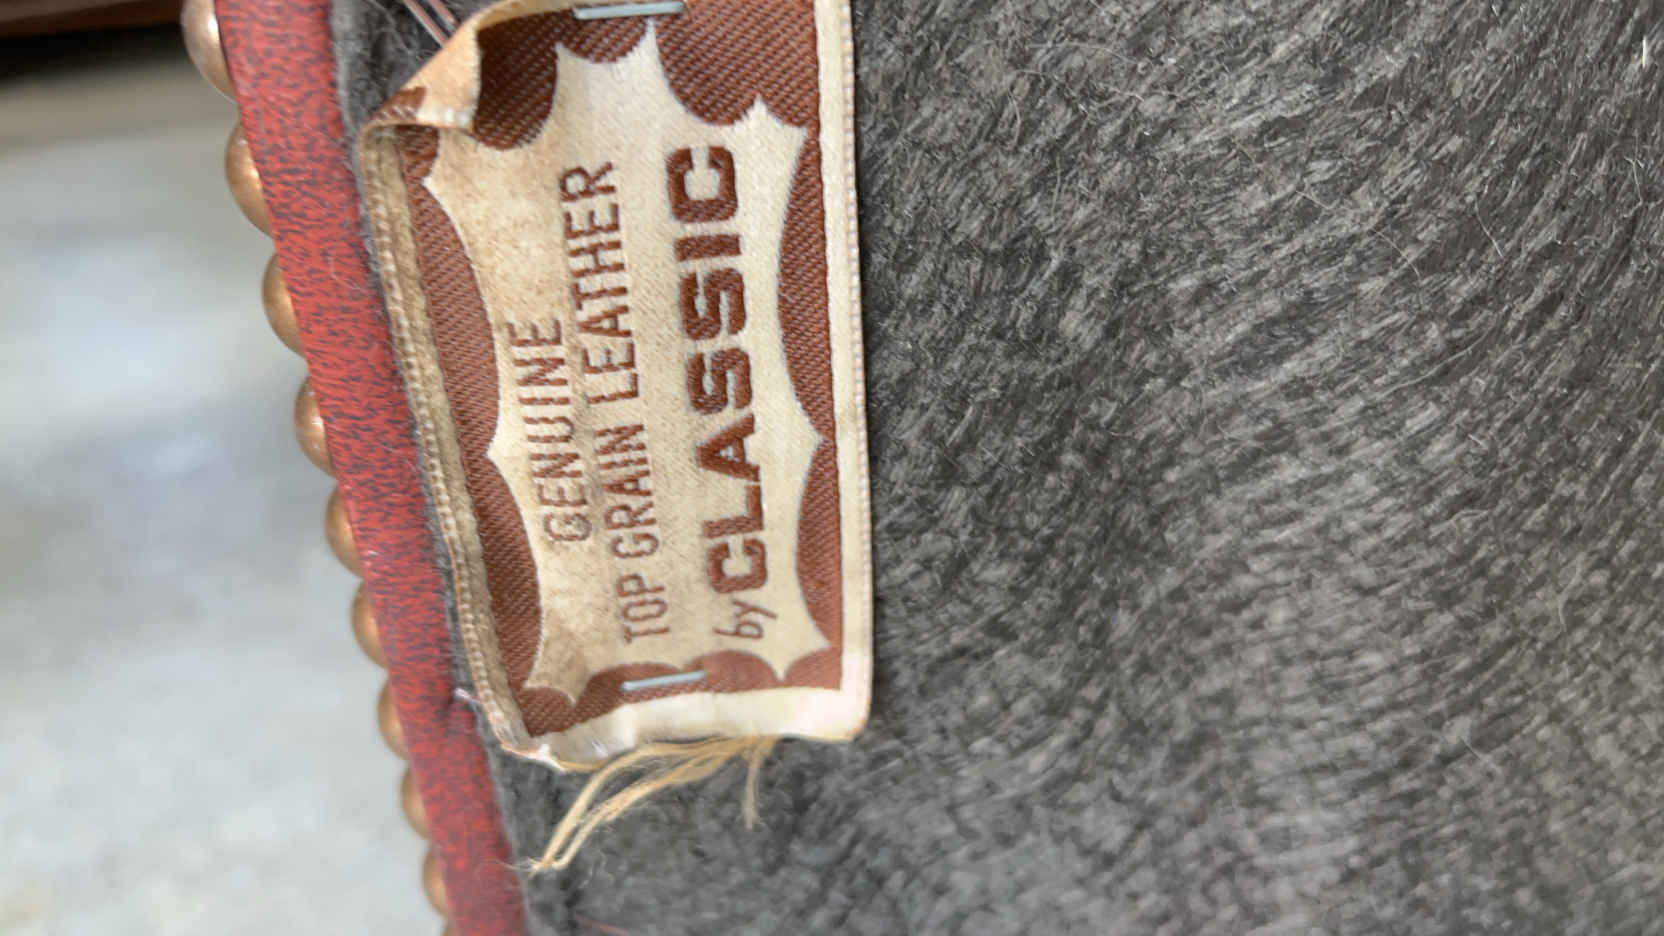 GENUINE
TOP GRAIN LEATHER
by CLASSIC